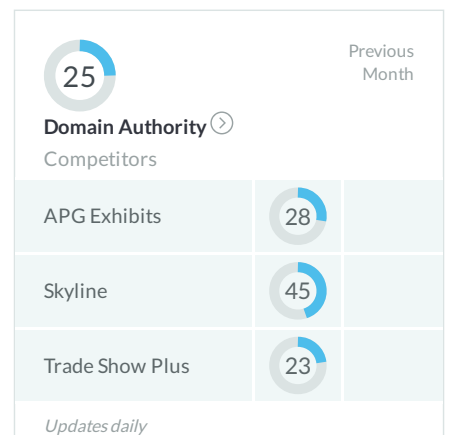 25
Previous
Month
Domain Authority
Competitors
APG Exhibits 28
Skyline 45
Trade Show Plus 23
Updates daily